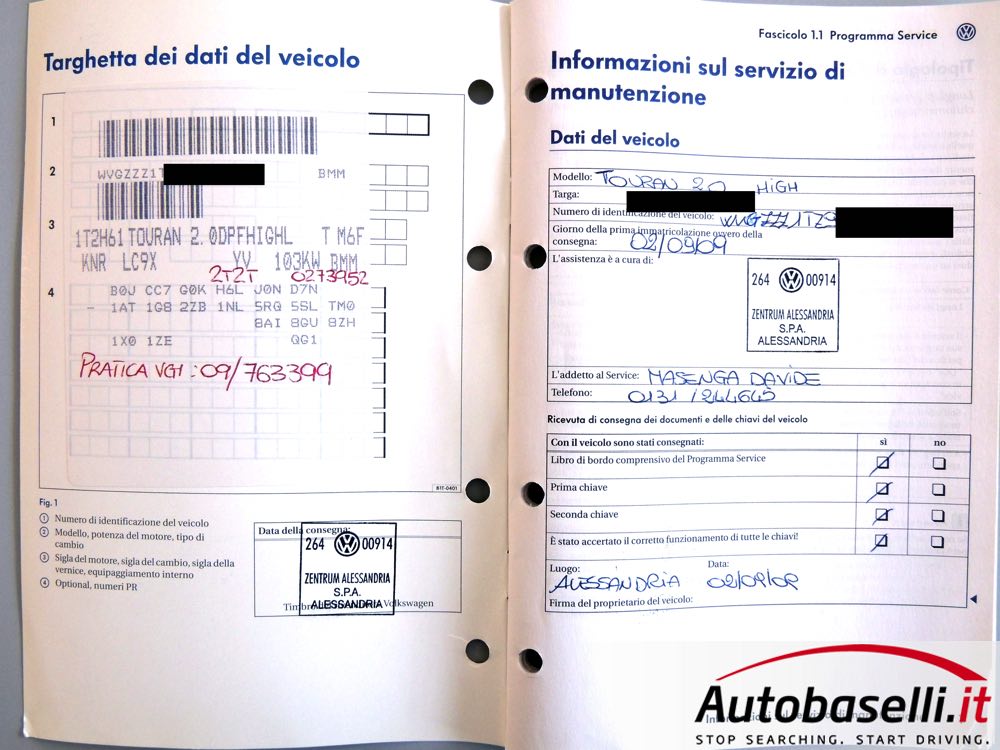 Targhetta dei dati del veicolo
1
2
WVGZZZ1T
BMM
3
1T2H61 TOURAN 2.0DPFHIGHL T M6F
KNR LC9X YV 103KW BMM
2T2T 0273952
4
B0J CC7 G0K H6L J0N D7N
- 1AT 1G8 2ZB 1NL 5RQ 5SL TM0
8AI 8GU 8ZH
1X0 1ZE QG1
PRATICA VGI: 09/763399
B1T-0401
Fig. 1
1 Numero di identificazione del veicolo
2 Modello, potenza del motore, tipo di
cambio
3 Sigla del motore, sigla del cambio, sigla della
vernice, equipaggiamento interno
4 Optional, numeri PR
Data della consegna:
264 00914
ZENTRUM ALESSANDRIA
S.P.A.
ALESSANDRIA
Volkswagen
Fascicolo 1.1 Programma Service
Informazioni sul servizio di
manutenzione
Dati del veicolo
Modello: TOURAN 2.0 HIGH
Targa:
Numero di identificazione del veicolo: WVGZZZ1TZ9
Giorno della prima immatricolazione ovvero della
consegna: 02/09/09
L'assistenza è a cura di:
264 00914
ZENTRUM ALESSANDRIA
S.P.A.
ALESSANDRIA
L'addetto al Service: MASENGA DAVIDE
Telefono: 0131/244645
Ricevuta di consegna dei documenti e delle chiavi del veicolo
Con il veicolo sono stati consegnati: sì no
Libro di bordo comprensivo del Programma Service
Prima chiave
Seconda chiave
È stato accertato il corretto funzionamento di tutte le chiavi!
Luogo: Data:
ALESSANDRIA 02/09/09
Firma del proprietario del veicolo:
Autobaselli.it
STOP SEARCHING. START DRIVING.